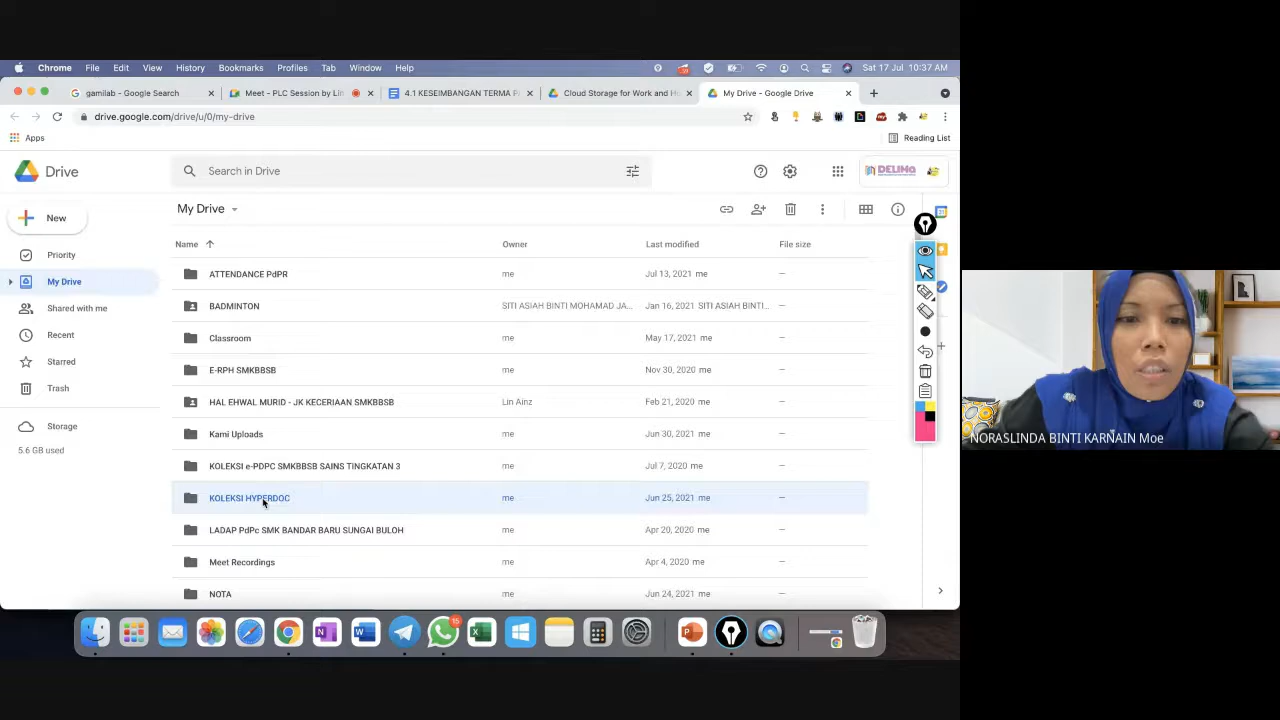 Chrome File Edit View History Bookmarks Profiles Tab Window Help Sat 17 Jul 10:37 AM
gamilab - Google Search Meet - PLC Session by Lin 4.1 KESEIMBANGAN TERMA P Cloud Storage for Work and Ho My Drive - Google Drive
drive.google.com/drive/u/0/my-drive
Apps Reading List
Drive Search in Drive DELIMa
My Drive
New
Name Owner Last modified File size
Priority
My Drive
Shared with me
Recent
Starred
Trash
Storage
5.6 GB used
ATTENDANCE PdPR me Jul 13, 2021 me –
BADMINTON SITI ASIAH BINTI MOHAMAD JA... Jan 16, 2021 SITI ASIAH BINTI... –
Classroom me May 17, 2021 me –
E-RPH SMKBBSB me Nov 30, 2020 me –
HAL EHWAL MURID - JK KECERIAAN SMKBBSB Lin Ainz Feb 21, 2020 me –
Kami Uploads me Jun 30, 2021 me –
KOLEKSI e-PDPC SMKBBSB SAINS TINGKATAN 3 me Jul 7, 2020 me –
KOLEKSI HYPERDOC me Jun 25, 2021 me –
LADAP PdPc SMK BANDAR BARU SUNGAI BULOH me Apr 20, 2020 me –
Meet Recordings me Apr 4, 2020 me –
NOTA me Jun 24, 2021 me –
15
NORASLINDA BINTI KARNAIN Moe